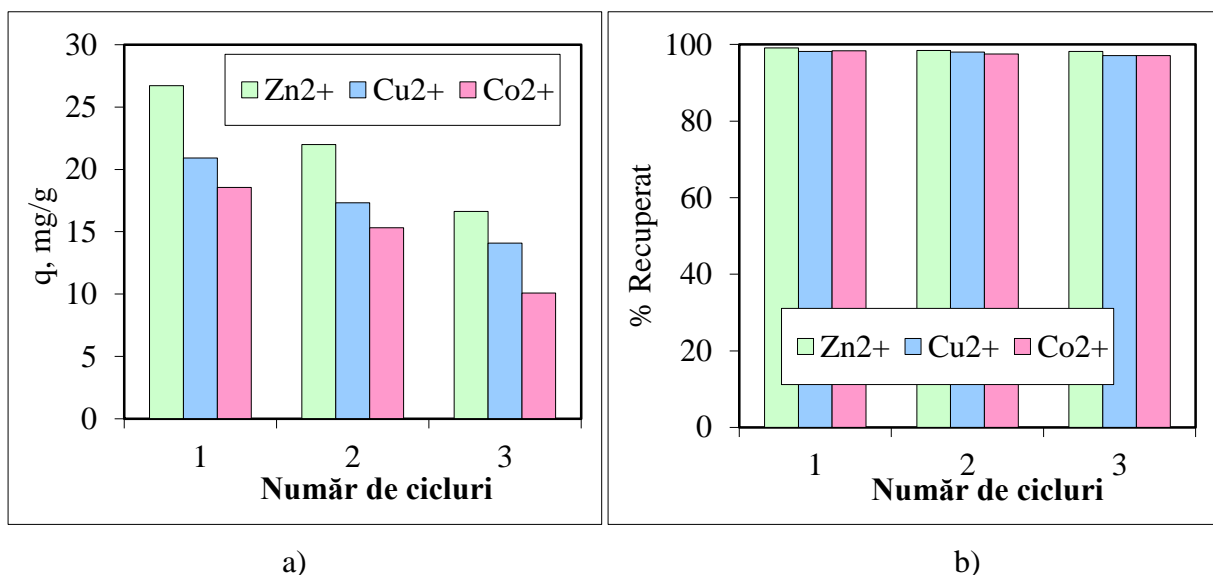 30
25
20
15
10
5
0
q, mg/g
Zn2+ Cu2+ Co2+
1 2 3
Număr de cicluri
a)
100
80
60
40
20
0
% Recuperat
Zn2+ Cu2+ Co2+
1 2 3
Număr de cicluri
b)